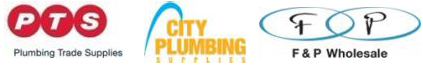 PTS
Plumbing Trade Supplies
CITY
PLUMBING
SUPPLIES
F P
F & P Wholesale